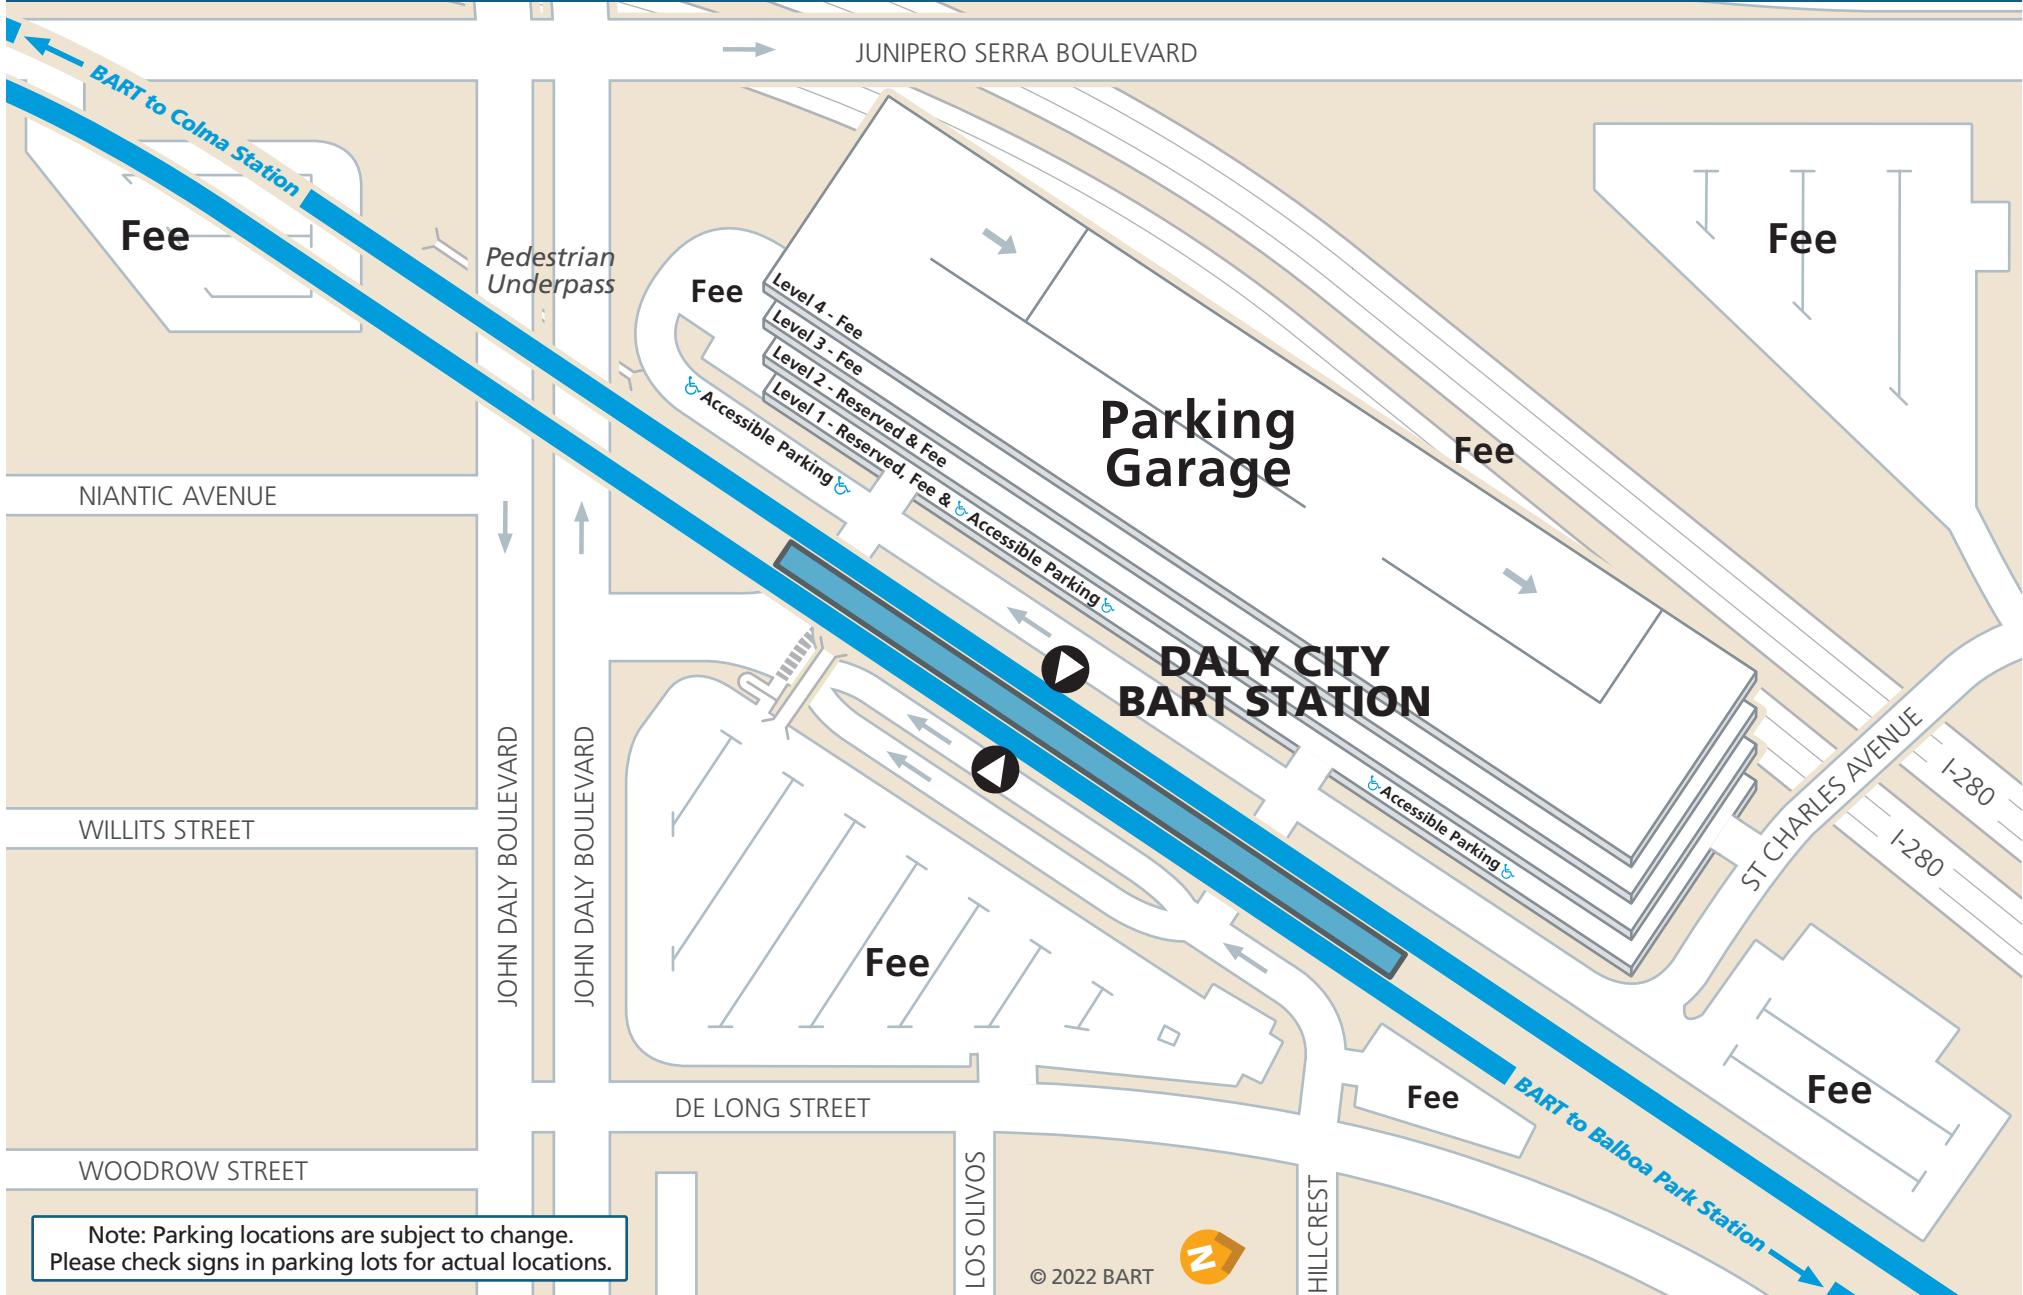 JUNIPERO SERRA BOULEVARD
BART to Colma Station
Fee
Pedestrian
Underpass
Fee
Fee
Level 4 - Fee
Level 3 - Fee
Level 2 - Reserved & Fee
Level 1 - Reserved, Fee & Accessible Parking
Accessible Parking
Parking
Garage
Fee
NIANTIC AVENUE
DALY CITY
BART STATION
Accessible Parking
JOHN DALY BOULEVARD
JOHN DALY BOULEVARD
ST CHARLES AVENUE
I-280
I-280
WILLITS STREET
Fee
Fee
Fee
BART to Balboa Park Station
DE LONG STREET
WOODROW STREET
LOS OLIVOS
HILLCREST
Note: Parking locations are subject to change.
Please check signs in parking lots for actual locations.
© 2022 BART
N